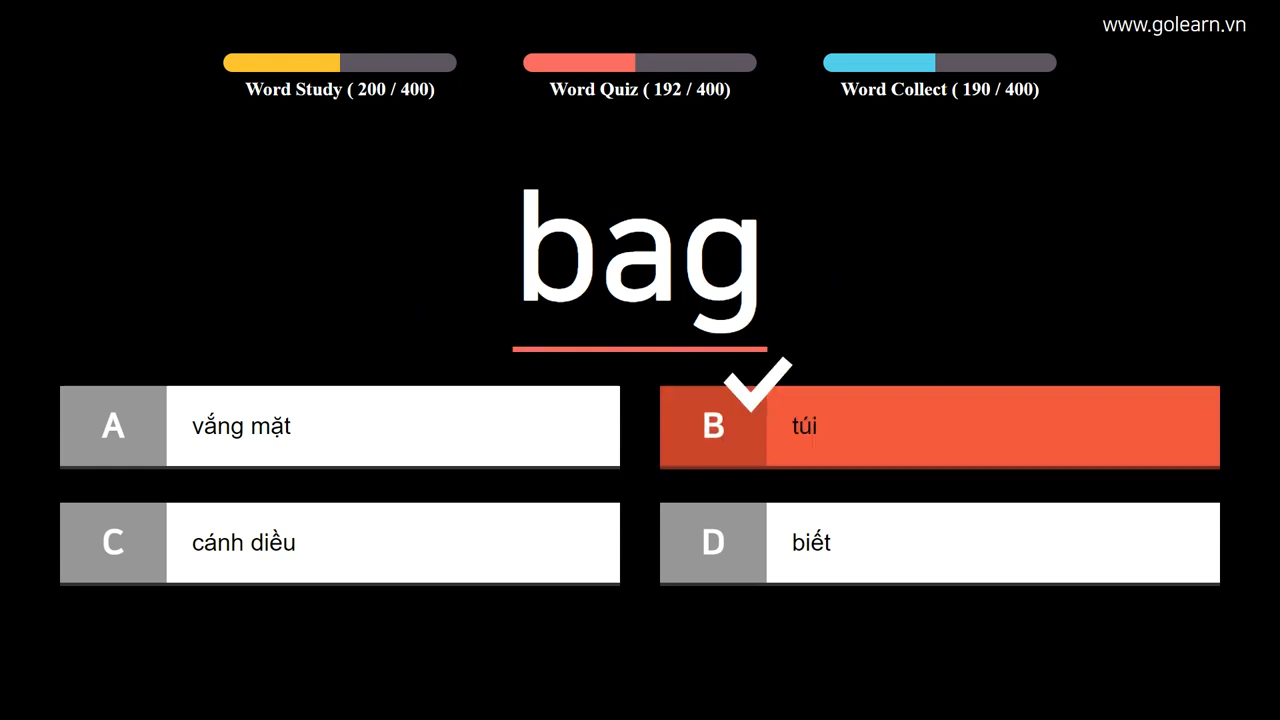 www.golearn.vn
Word Study ( 200 / 400)
Word Quiz ( 192 / 400)
Word Collect ( 190 / 400)
bag
A vắng mặt
B túi
C cánh diều
D biết